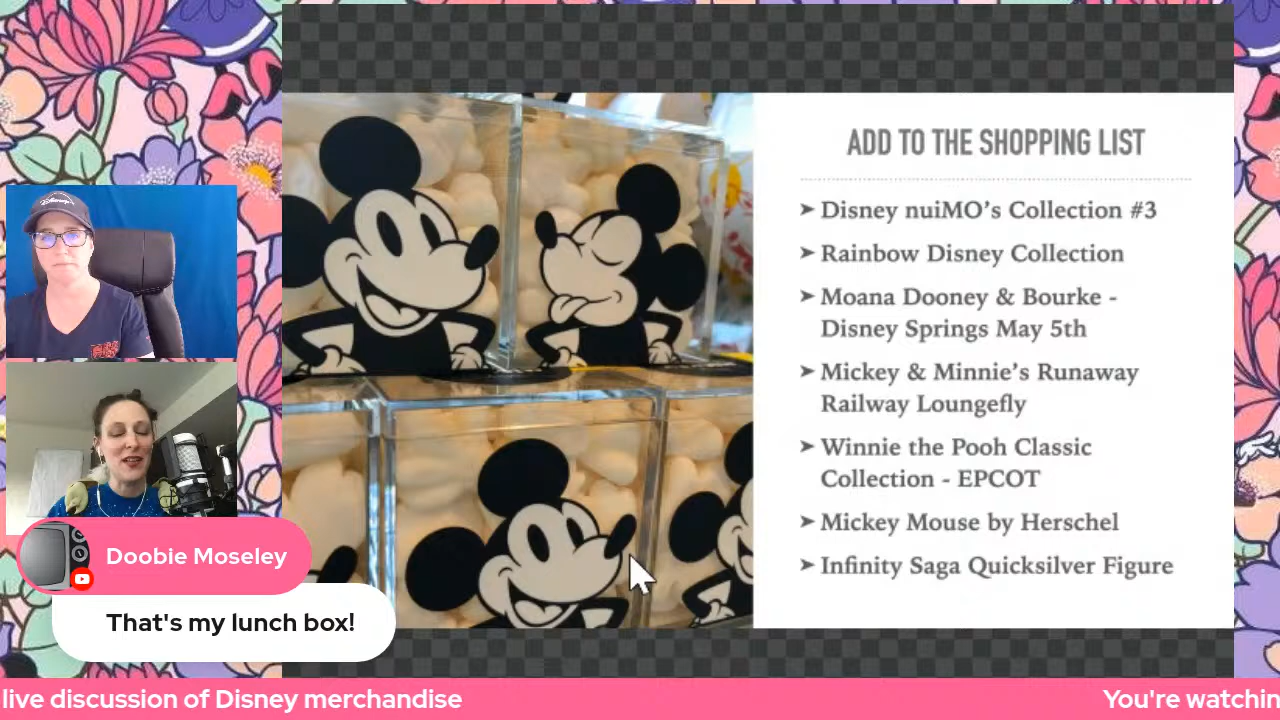 ADD TO THE SHOPPING LIST
➤ Disney nuiMO’s Collection #3
➤ Rainbow Disney Collection
➤ Moana Dooney & Bourke -
Disney Springs May 5th
➤ Mickey & Minnie’s Runaway
Railway Loungefly
➤ Winnie the Pooh Classic
Collection - EPCOT
➤ Mickey Mouse by Herschel
➤ Infinity Saga Quicksilver Figure
Disney
Doobie Moseley
That's my lunch box!
live discussion of Disney merchandise
You're watchin